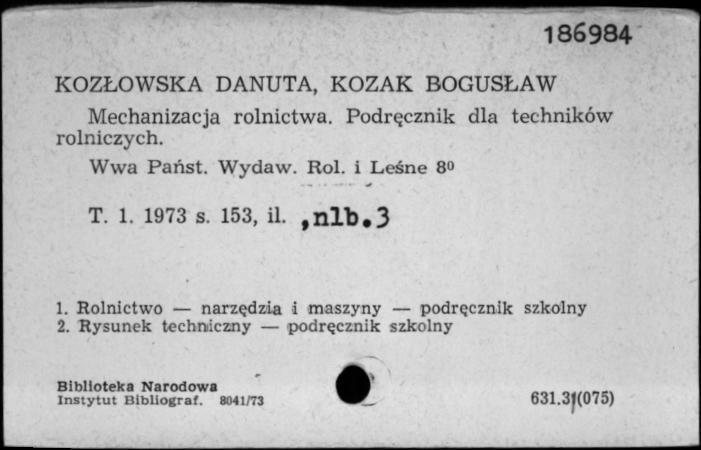 186984
KOZŁOWSKA DANUTA, KOZAK BOGUSŁAW
Mechanizacja rolnictwa. Podręcznik dla techników
rolniczych.
Wwa Państ. Wydaw. Rol. i Leśne 8⁰
T. 1. 1973 s. 153, il. ,nlb.3
1. Rolnictwo — narzędzia i maszyny — podręcznik szkolny
2. Rysunek techniczny — podręcznik szkolny
Biblioteka Narodowa
Instytut Bibliograf. 8041/73 631.31(075)